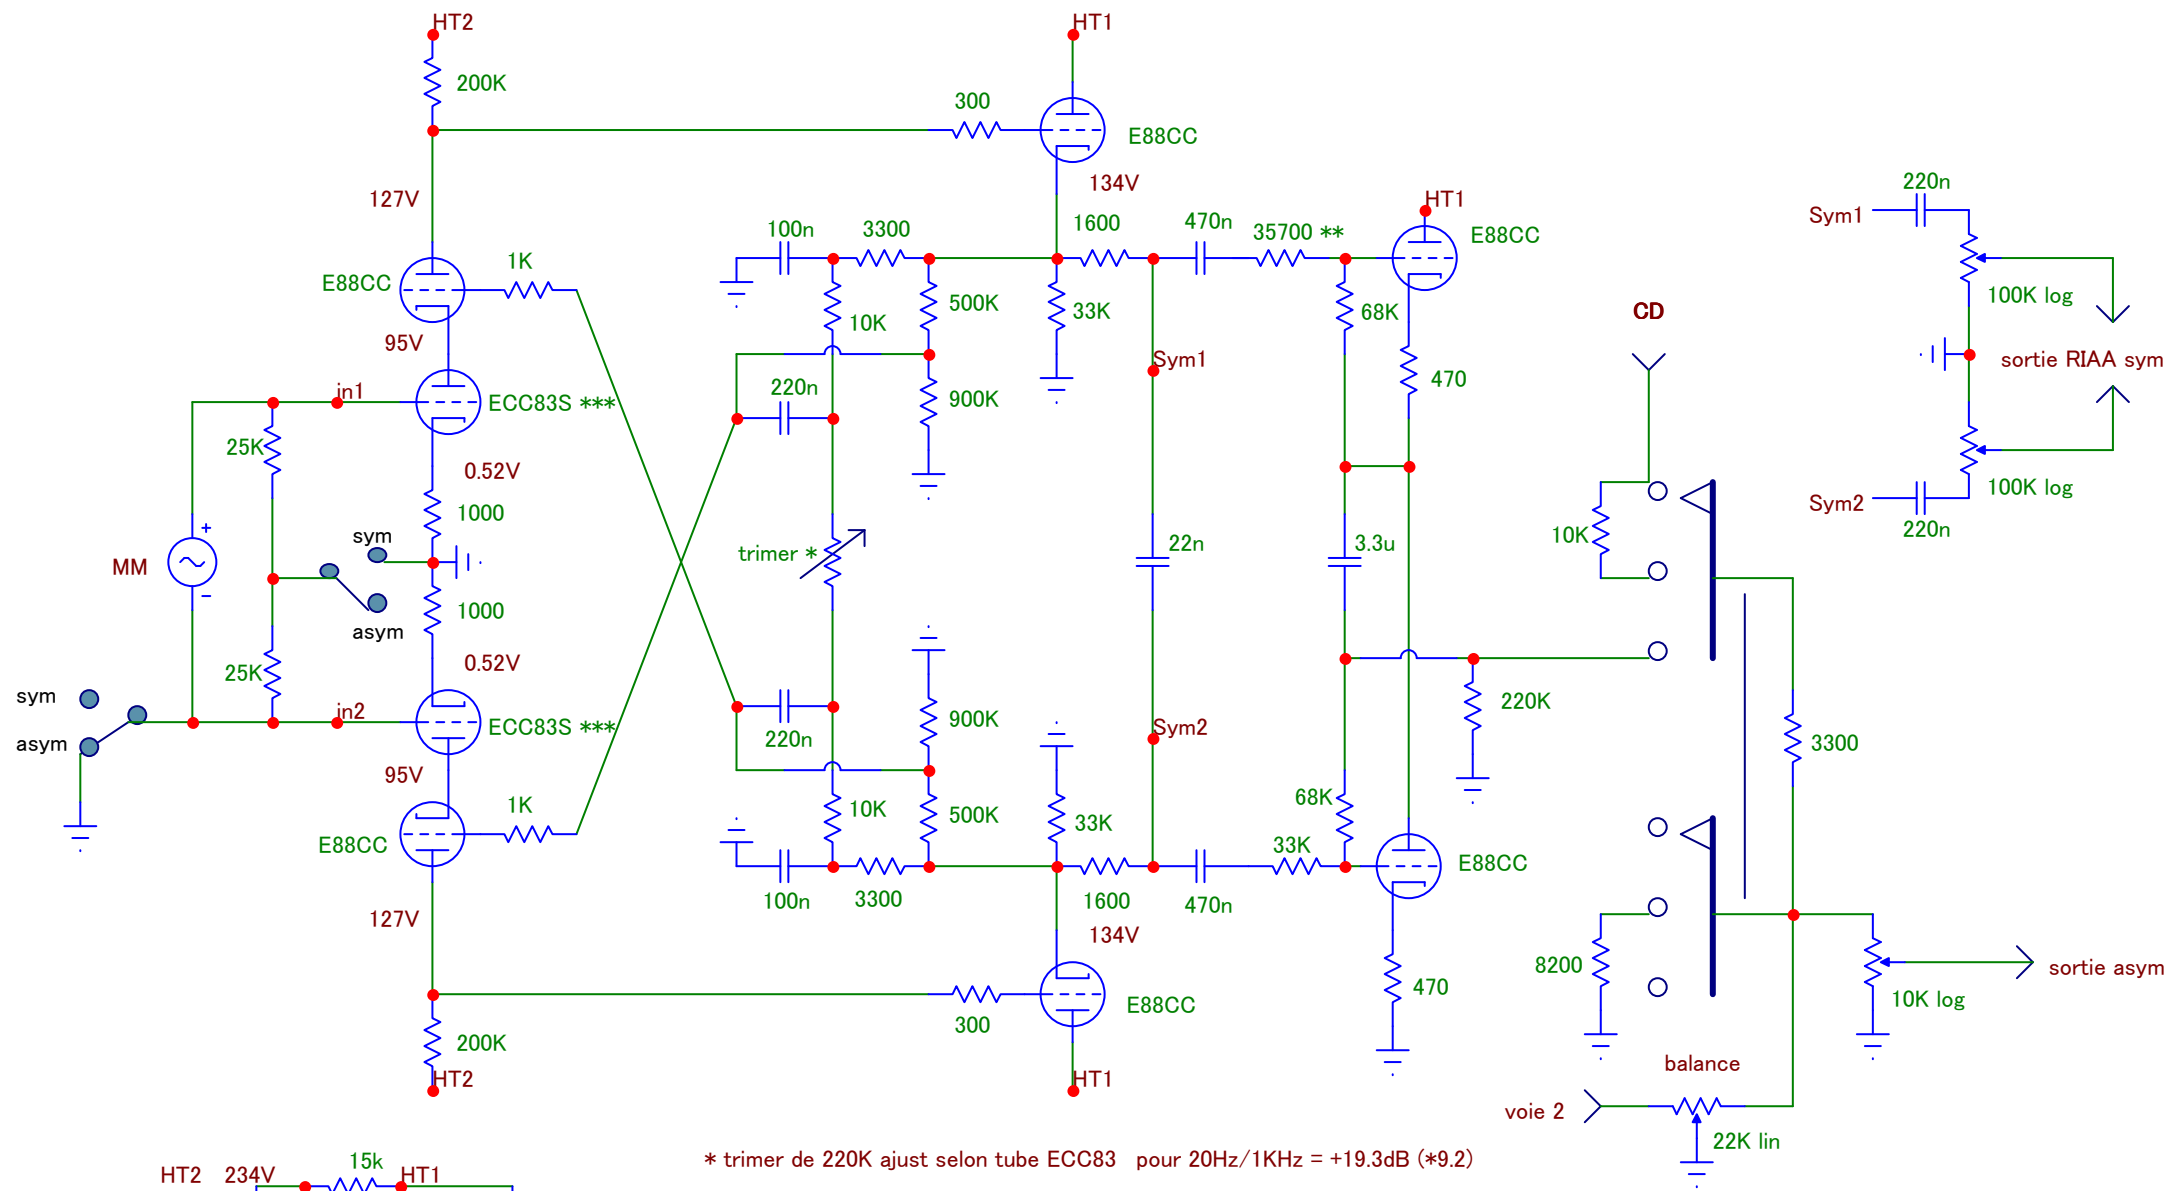 HT2
HT1
200K
300
E88CC
127V
134V
220n
Sym1
HT1
100n
3300
1600
470n
35700 **
E88CC
1K
E88CC
500K
33K
68K
100K log
10K
CD
95V
Sym1
sortie RIAA sym
in1
ECC83S ***
220n
900K
470
25K
0.52V
100K log
Sym2
220n
1000
sym
10K
MM
trimer *
22n
3.3u
1000
asym
25K
0.52V
sym
asym
in2
ECC83S ***
220n
900K
Sym2
220K
3300
95V
1K
10K
500K
33K
68K
33K
E88CC
E88CC
100n
3300
1600
470n
127V
134V
8200
sortie asym
470
10K log
300
E88CC
200K
HT2
HT1
balance
voie 2
22K lin
* trimer de 220K ajust selon tube ECC83 pour 20Hz/1KHz = +19.3dB (*9.2)
HT2 234V
15k
HT1